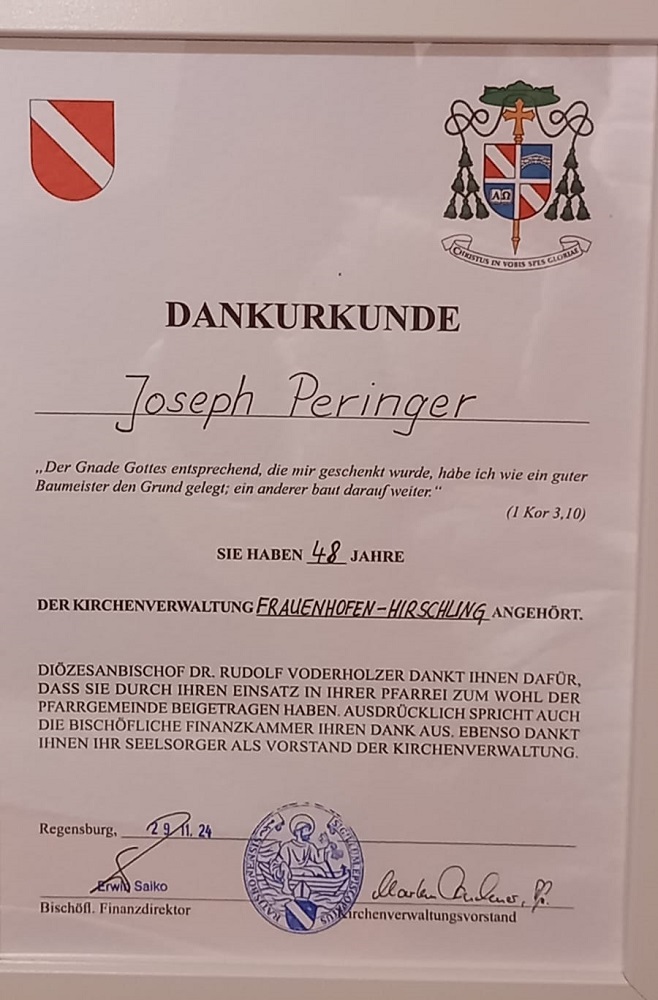 ΑΩ
CHRISTUS IN VOBIS SPES GLORIAE
DANKURKUNDE
Joseph Peringer
„Der Gnade Gottes entsprechend, die mir geschenkt wurde, habe ich wie ein guter
Baumeister den Grund gelegt; ein anderer baut darauf weiter.“
(1 Kor 3,10)
SIE HABEN 48 JAHRE
DER KIRCHENVERWALTUNG FRAUENHOFEN-HIRSCHLING ANGEHÖRT.
DIÖZESANBISCHOF DR. RUDOLF VODERHOLZER DANKT IHNEN DAFÜR,
DASS SIE DURCH IHREN EINSATZ IN IHRER PFARREI ZUM WOHL DER
PFARRGEMEINDE BEIGETRAGEN HABEN. AUSDRÜCKLICH SPRICHT AUCH
DIE BISCHÖFLICHE FINANZKAMMER IHREN DANK AUS. EBENSO DANKT
IHNEN IHR SEELSORGER ALS VORSTAND DER KIRCHENVERWALTUNG.
Regensburg, 29.11.24
Erwin Saiko
Bischöfl. Finanzdirektor
Kirchenverwaltungsvorstand